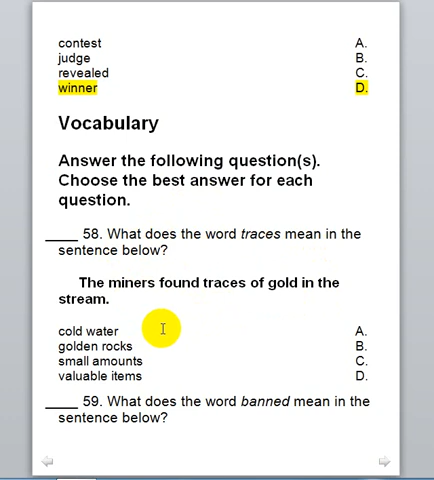 contest A.
judge B.
revealed C.
winner D.
Vocabulary
Answer the following question(s).
Choose the best answer for each
question.
____ 58. What does the word traces mean in the
sentence below?
The miners found traces of gold in the
stream.
cold water A.
golden rocks B.
small amounts C.
valuable items D.
____ 59. What does the word banned mean in the
sentence below?